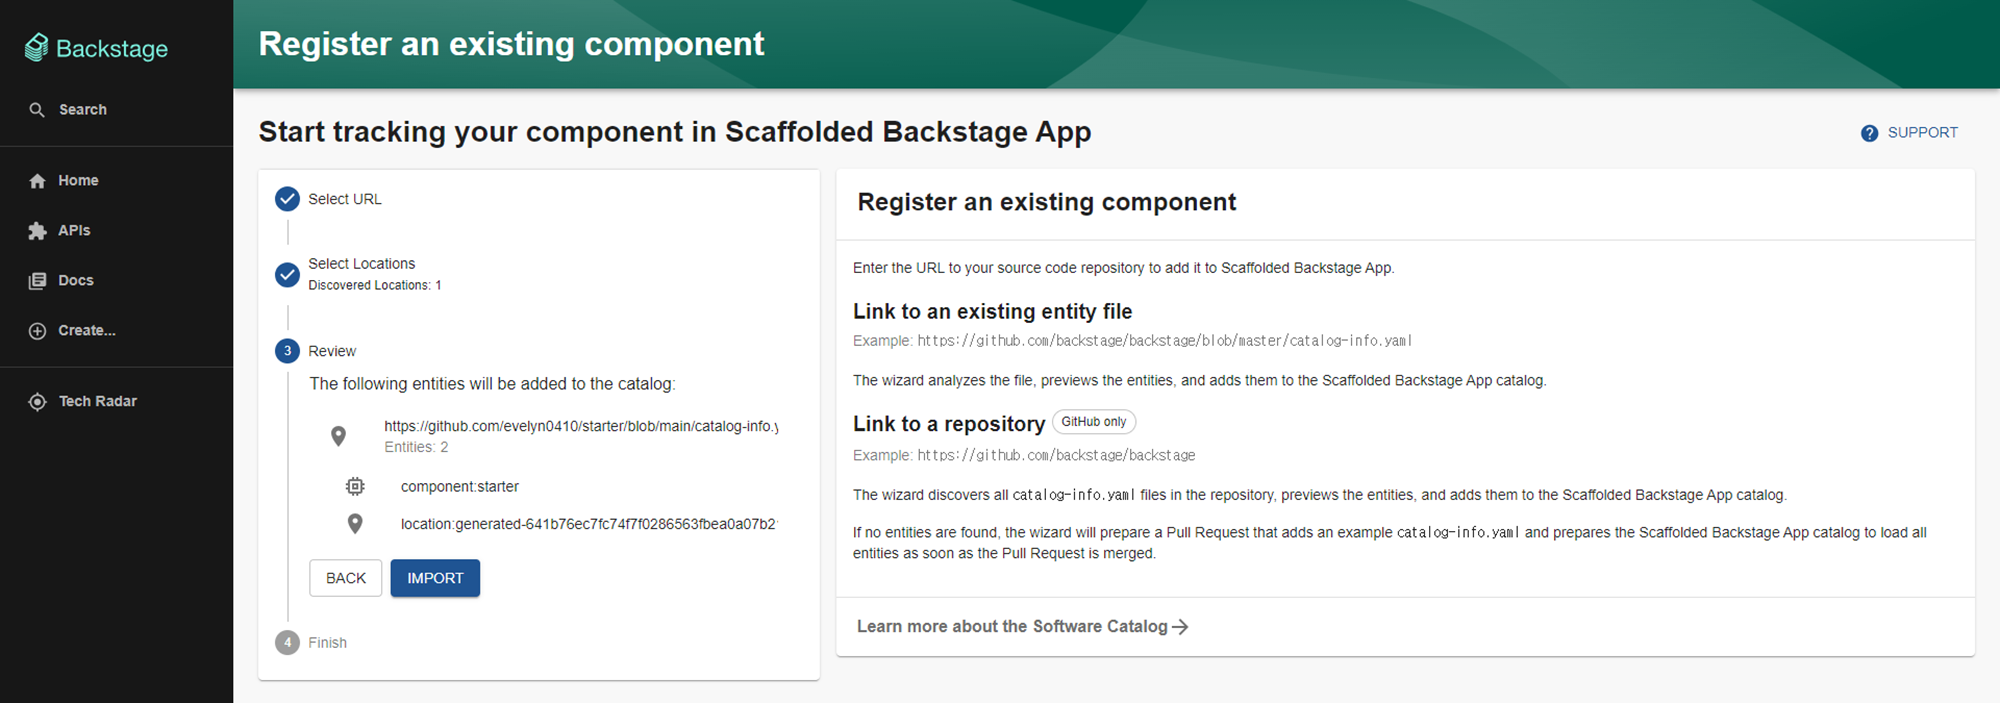 Backstage
Search
Home
APIs
Docs
Create...
Tech Radar
Register an existing component
Start tracking your component in Scaffolded Backstage App
SUPPORT
Select URL
Select Locations
Discovered Locations: 1
3 Review
The following entities will be added to the catalog:
https://github.com/evelyn0410/starter/blob/main/catalog-info.y
Entities: 2
component:starter
location:generated-641b76ec7fc74f7f0286563fbea0a07b2
BACK
IMPORT
4 Finish
Register an existing component
Enter the URL to your source code repository to add it to Scaffolded Backstage App.
Link to an existing entity file
Example: https://github.com/backstage/backstage/blob/master/catalog-info.yaml
The wizard analyzes the file, previews the entities, and adds them to the Scaffolded Backstage App catalog.
Link to a repository GitHub only
Example: https://github.com/backstage/backstage
The wizard discovers all catalog-info.yaml files in the repository, previews the entities, and adds them to the Scaffolded Backstage App catalog.
If no entities are found, the wizard will prepare a Pull Request that adds an example catalog-info.yaml and prepares the Scaffolded Backstage App catalog to load all
entities as soon as the Pull Request is merged.
Learn more about the Software Catalog